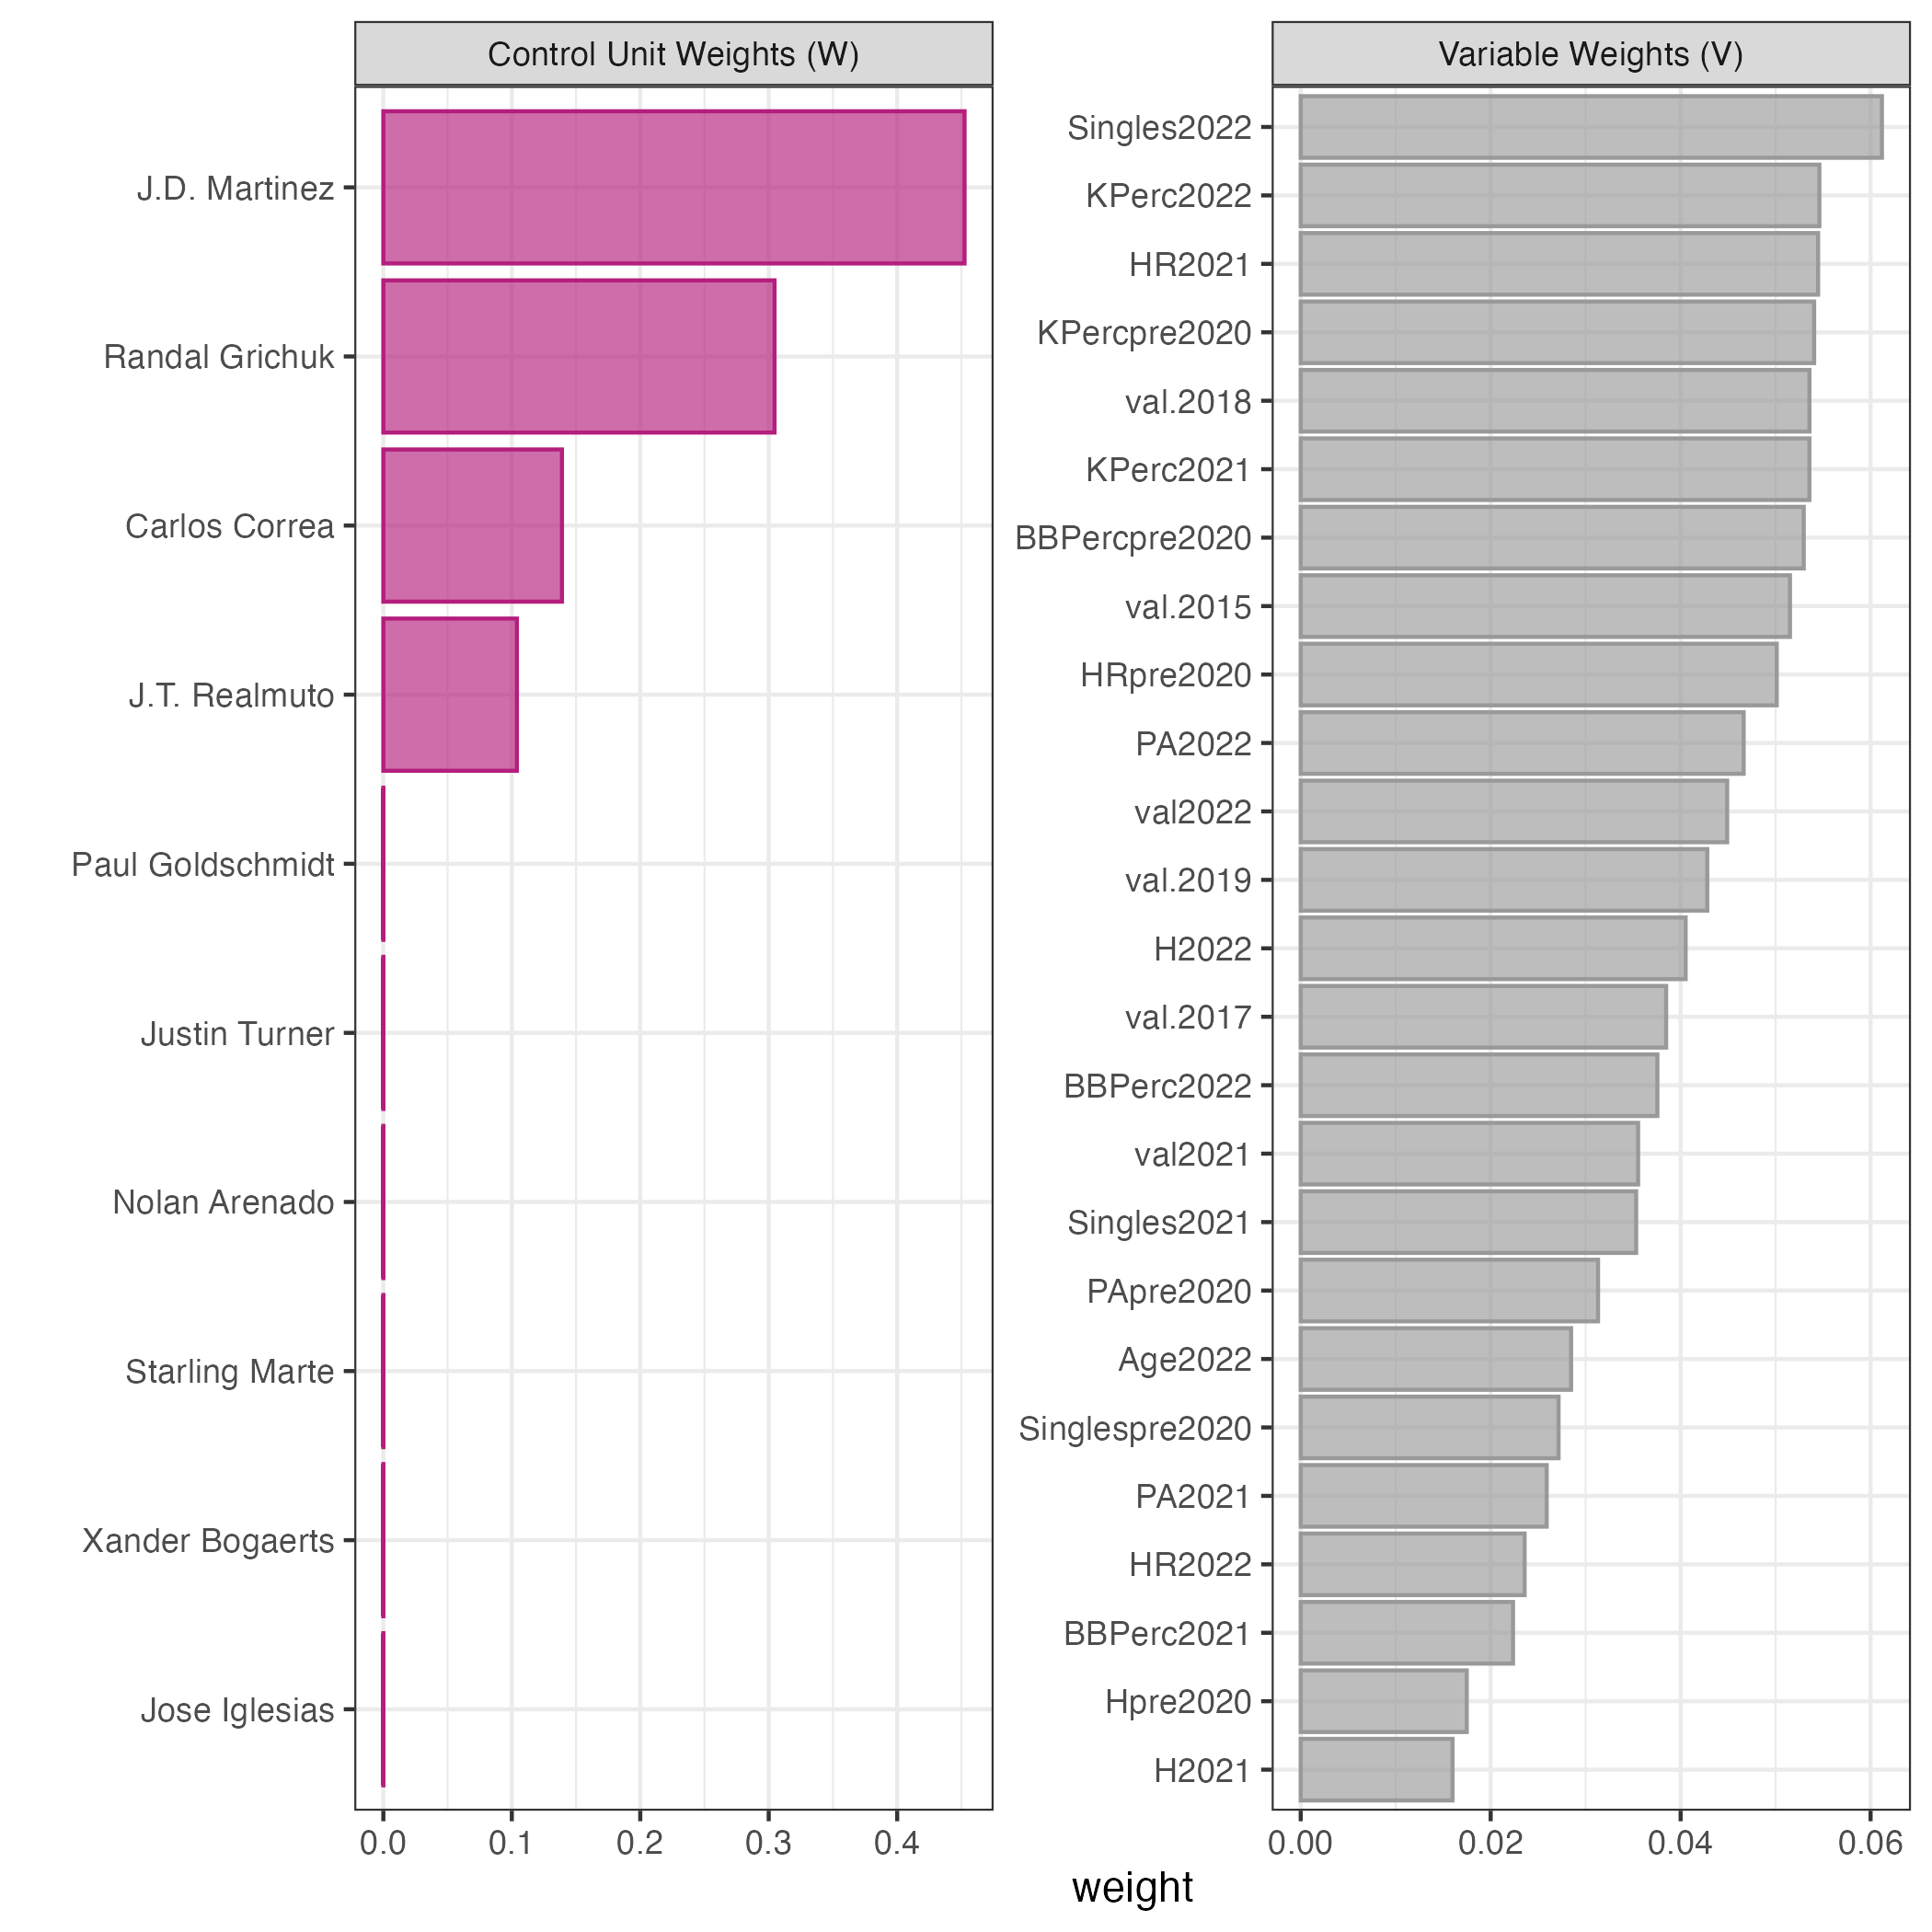 Control Unit Weights (W)
J.D. Martinez
Randal Grichuk
Carlos Correa
J.T. Realmuto
Paul Goldschmidt
Justin Turner
Nolan Arenado
Starling Marte
Xander Bogaerts
Jose Iglesias
0.0 0.1 0.2 0.3 0.4
Variable Weights (V)
Singles2022
KPerc2022
HR2021
KPercpre2020
val.2018
KPerc2021
BBPercpre2020
val.2015
HRpre2020
PA2022
val2022
val.2019
H2022
val.2017
BBPerc2022
val2021
Singles2021
PApre2020
Age2022
Singlespre2020
PA2021
HR2022
BBPerc2021
Hpre2020
H2021
0.00 0.02 0.04 0.06
weight